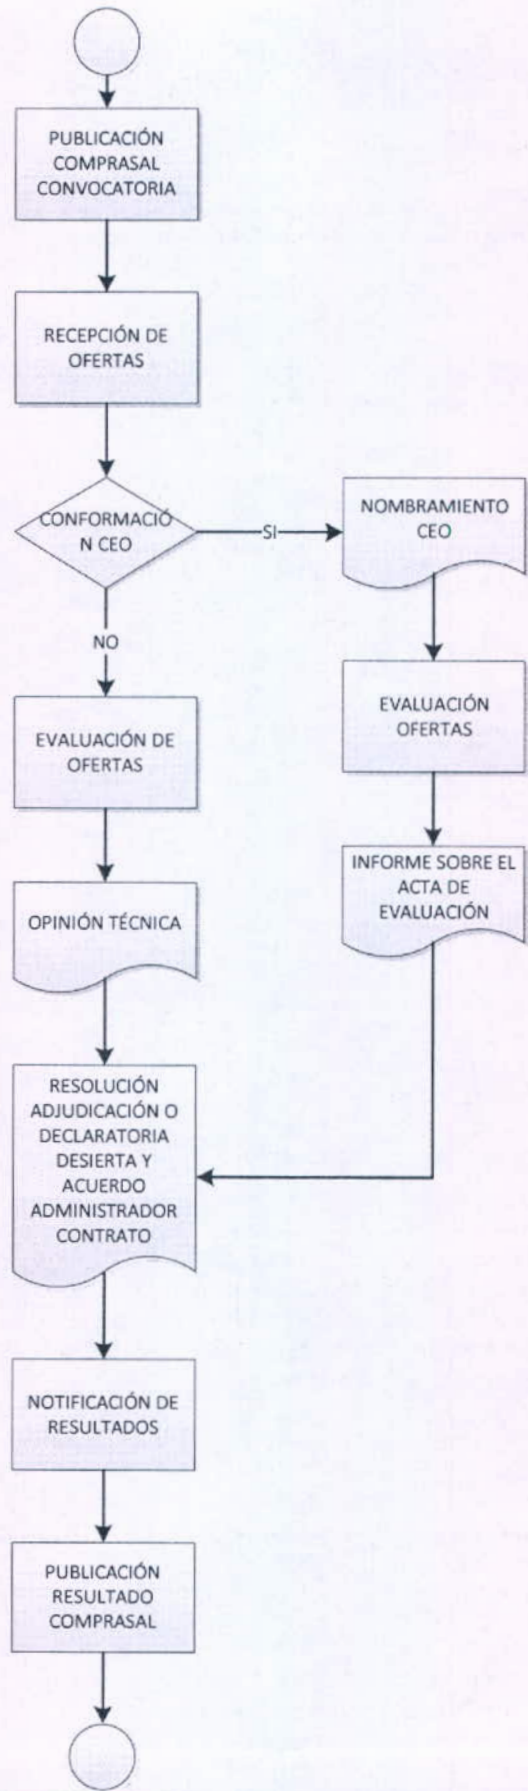 PUBLICACIÓN
COMPRASAL
CONVOCATORIA
RECEPCIÓN DE
OFERTAS
CONFORMACIÓ
N CEO
SI
NOMBRAMIENTO
CEO
NO
EVALUACIÓN DE
OFERTAS
EVALUACIÓN
OFERTAS
OPINIÓN TÉCNICA
INFORME SOBRE EL
ACTA DE
EVALUACIÓN
RESOLUCIÓN
ADJUDICACIÓN O
DECLARATORIA
DESIERTA Y
ACUERDO
ADMINISTRADOR
CONTRATO
NOTIFICACIÓN DE
RESULTADOS
PUBLICACIÓN
RESULTADO
COMPRASAL